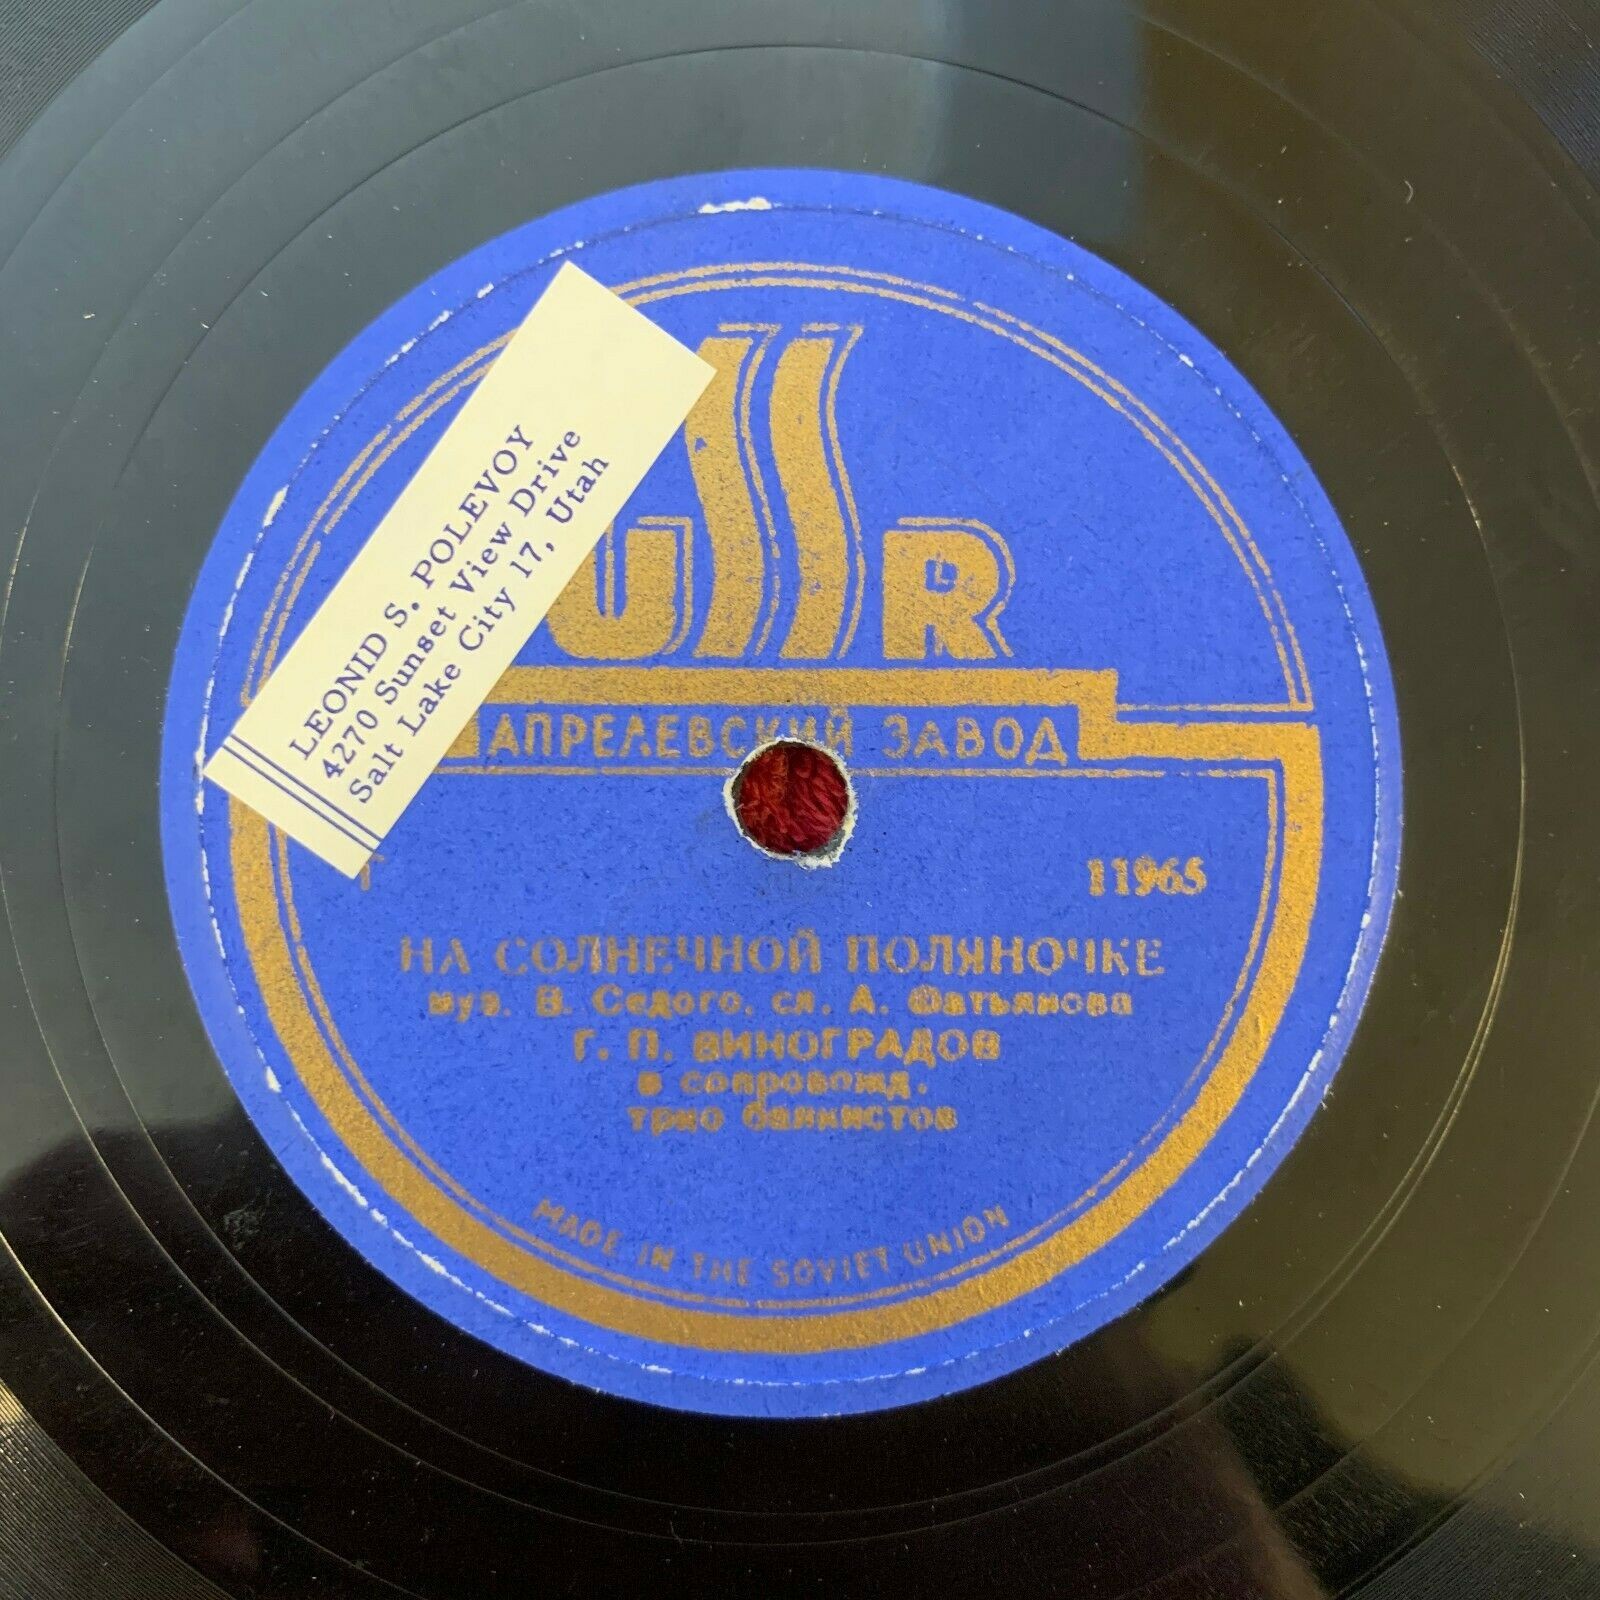 LEONID S. POLEVOY
4270 Sunset View Drive
Salt Lake City 17, Utah
USSR
АПРЕЛЕВСКИЙ ЗАВОД
11965
НА СОЛНЕЧНОЙ ПОЛЯНОЧКЕ
муз. В. Седого, сл. А. Фатьянова
Г. П. ВИНОГРАДОВ
в сопровожд.
трио баянистов
MADE IN THE SOVIET UNION